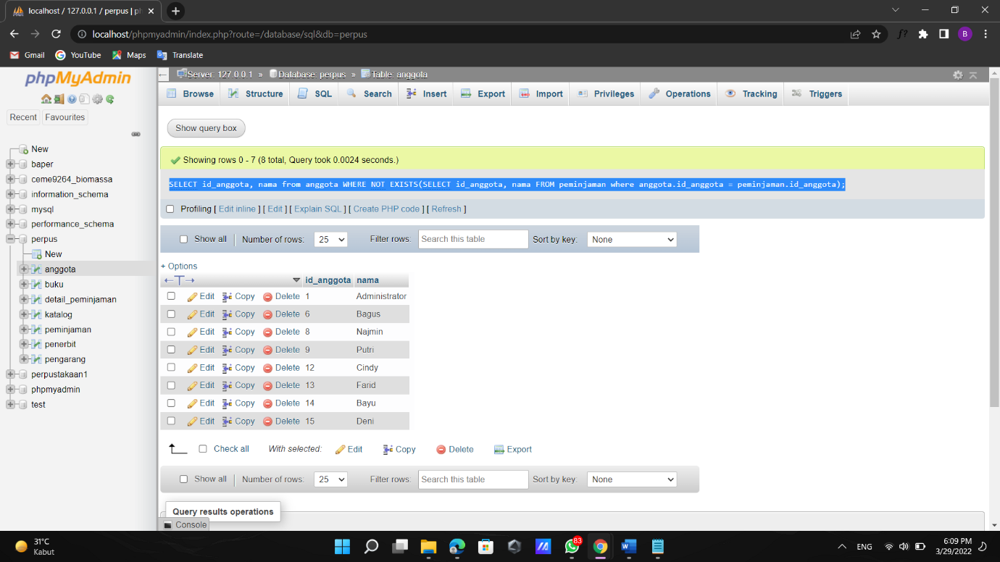 localhost / 127.0.0.1 / perpus | ph
localhost/phpmyadmin/index.php?route=/database/sql&db=perpus
f?
B
Gmail YouTube Maps Translate
phpMyAdmin
Recent Favourites
New
baper
ceme9264_biomassa
information_schema
mysql
performance_schema
perpus
New
anggota
buku
detail_peminjaman
katalog
peminjaman
penerbit
pengarang
perpustakaan1
phpmyadmin
test
Server: 127.0.0.1 » Database: perpus » Table: anggota
Browse Structure SQL Search Insert Export Import Privileges Operations Tracking Triggers
Show query box
Showing rows 0 - 7 (8 total, Query took 0.0024 seconds.)
SELECT id_anggota, nama from anggota WHERE NOT EXISTS(SELECT id_anggota, nama FROM peminjaman where anggota.id_anggota = peminjaman.id_anggota);
Profiling [ Edit inline ] [ Edit ] [ Explain SQL ] [ Create PHP code ] [ Refresh ]
Show all | Number of rows: 25 Filter rows: Search this table Sort by key: None
+ Options
←T→ id_anggota nama
Edit Copy Delete 1 Administrator
Edit Copy Delete 6 Bagus
Edit Copy Delete 8 Najmin
Edit Copy Delete 9 Putri
Edit Copy Delete 12 Cindy
Edit Copy Delete 13 Farid
Edit Copy Delete 14 Bayu
Edit Copy Delete 15 Deni
Check all With selected: Edit Copy Delete Export
Show all | Number of rows: 25 Filter rows: Search this table Sort by key: None
Query results operations
Console
31°C
Kabut
83
ENG
6:09 PM
3/29/2022